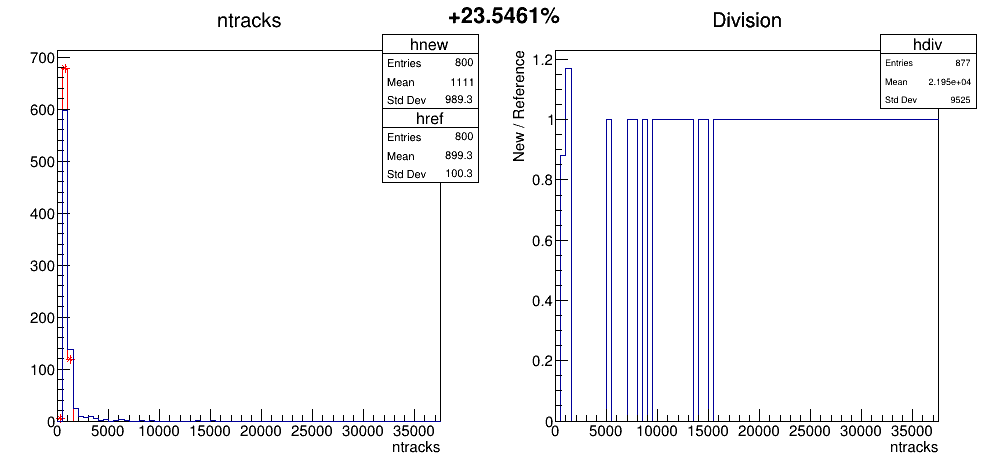 +23.5461%
ntracks
hnew
Entries 800
Mean 1111
Std Dev 989.3
href
Entries 800
Mean 899.3
Std Dev 100.3
700
600
500
400
300
200
100
0
0 5000 10000 15000 20000 25000 30000 35000
ntracks
Division
hdiv
Entries 877
Mean 2.195e+04
Std Dev 9525
New / Reference
1.2
1
0.8
0.6
0.4
0.2
0
0 5000 10000 15000 20000 25000 30000 35000
ntracks